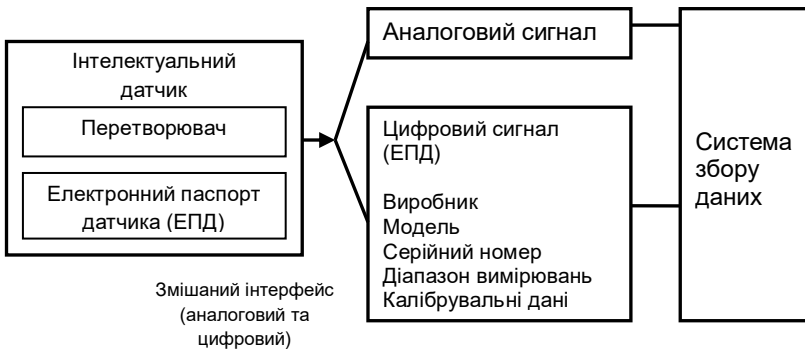 Інтелектуальний
датчик
Перетворювач
Електронний паспорт
датчика (ЕПД)
Змішаний інтерфейс
(аналоговий та
цифровий)
Аналоговий сигнал
Цифровий сигнал
(ЕПД)
Виробник
Модель
Серійний номер
Діапазон вимірювань
Калібрувальні дані
Система
збору
даних